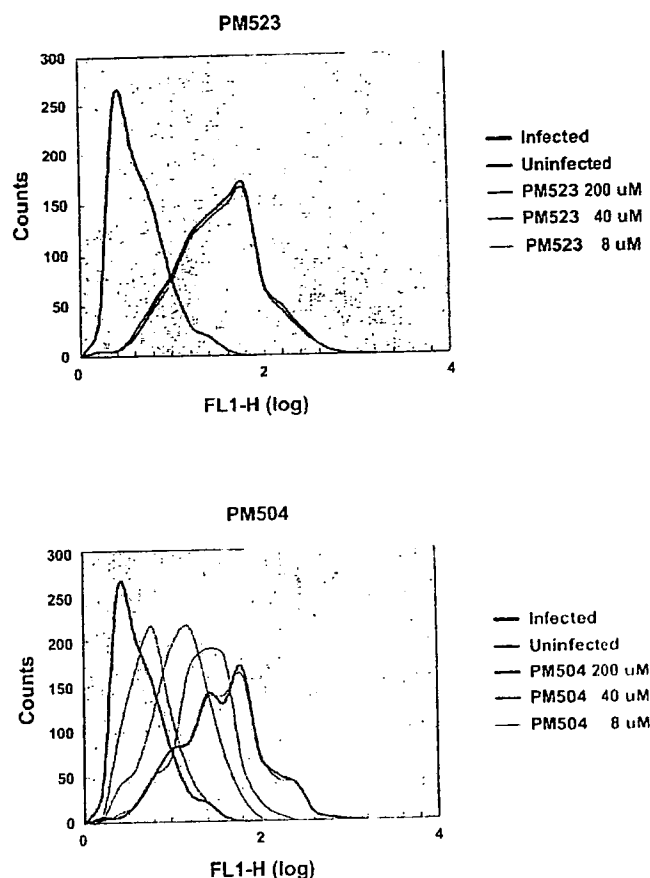 PM523
300
250
200
150
100
50
0
Counts
0
2
4
FL1-H (log)
Infected
Uninfected
PM523 200 uM
PM523 40 uM
PM523 8 uM
PM504
300
250
200
150
100
50
0
Counts
0
2
4
FL1-H (log)
Infected
Uninfected
PM504 200 uM
PM504 40 uM
PM504 8 uM